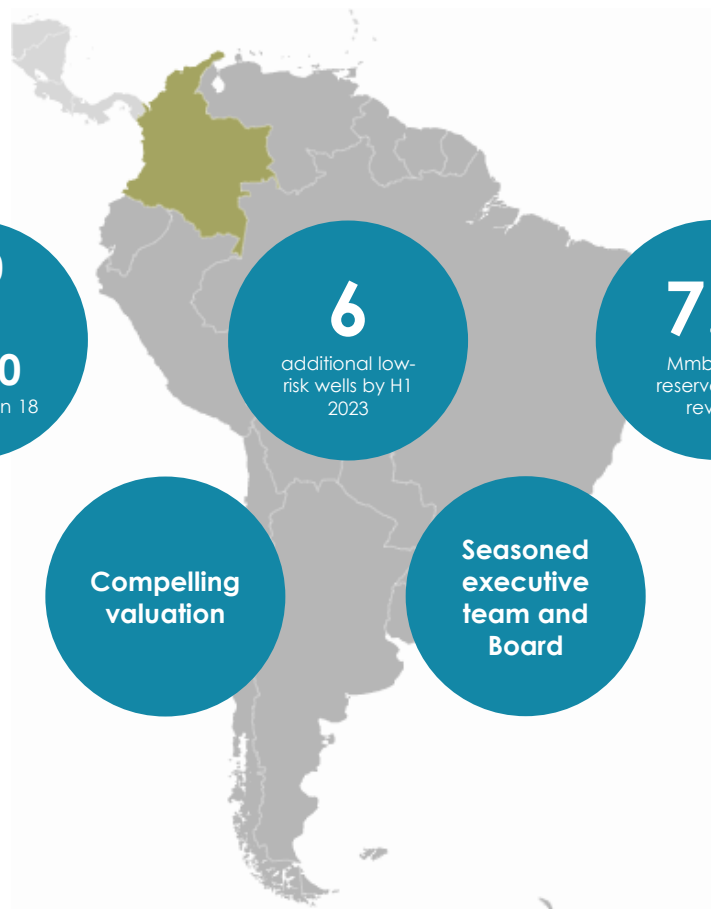 0
n 18
6
additional low-
risk wells by H1
2023
7.
Mmb
reserve
rev
Compelling
valuation
Seasoned
executive
team and
Board